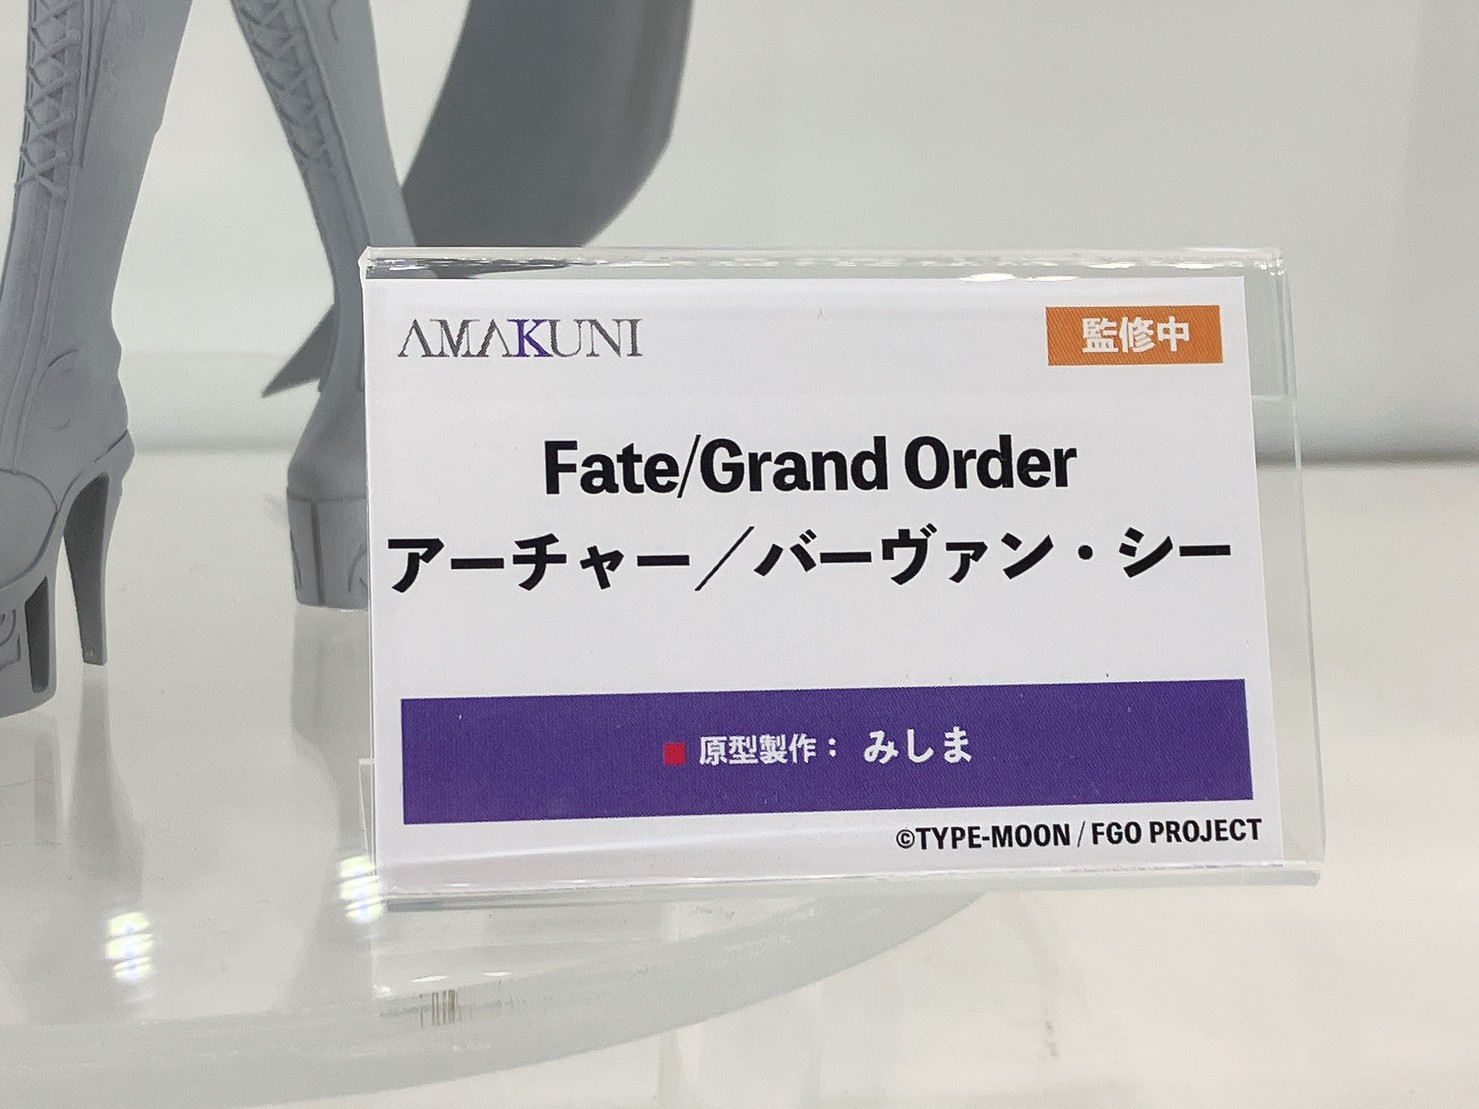 AMAKUNI
監修中
Fate/Grand Order
アーチャー／バーヴァン・シー
■ 原型製作： みしま
©TYPE-MOON / FGO PROJECT